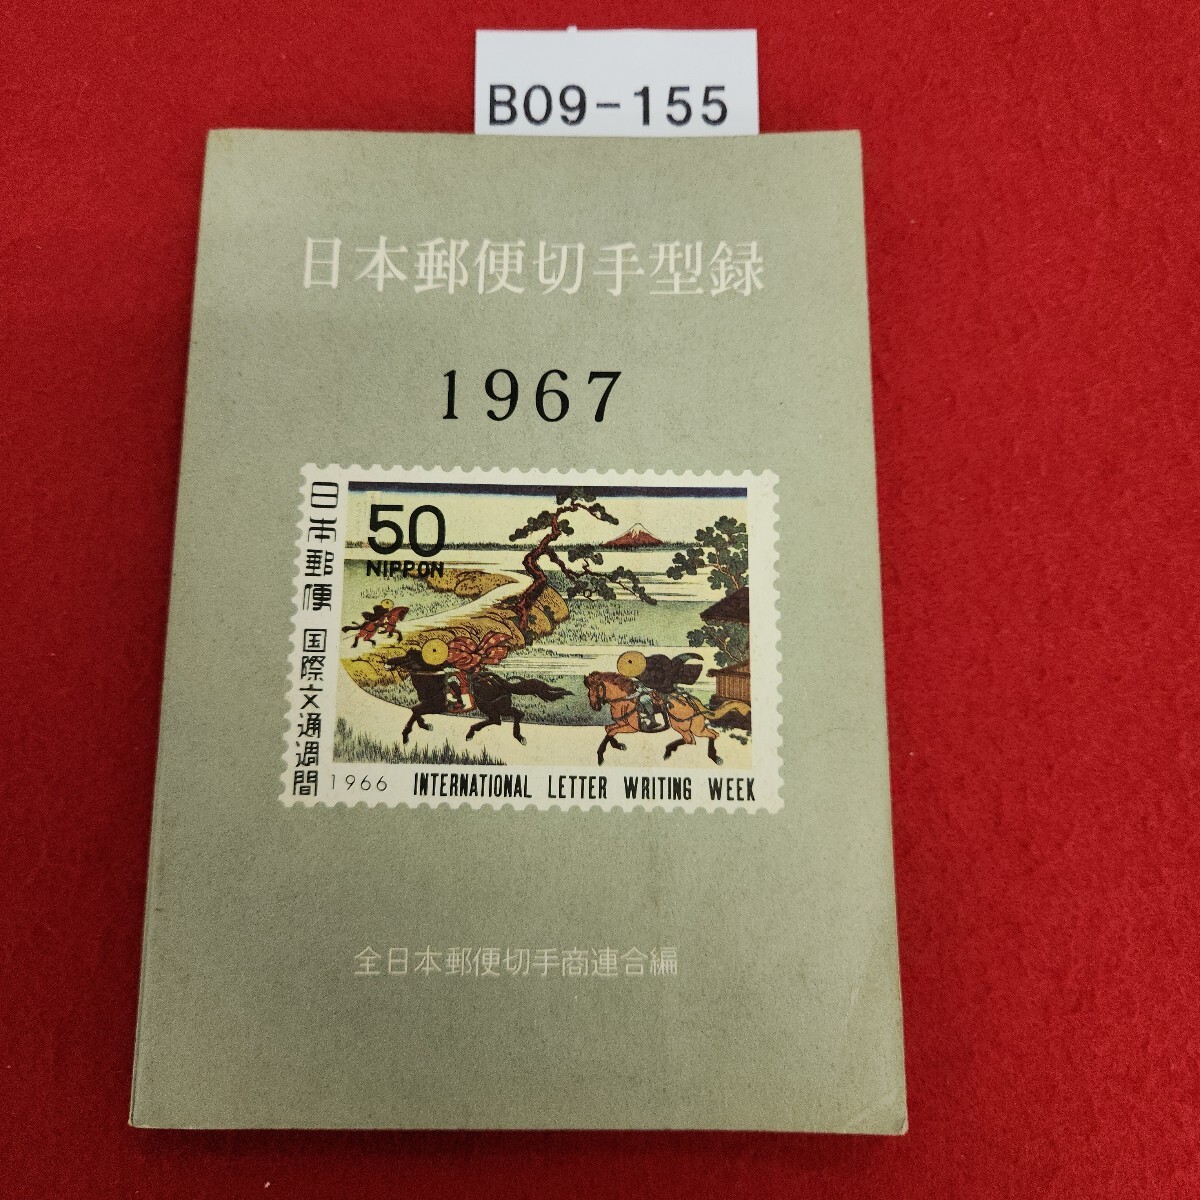 B09-155
日本郵便切手型録
1967
日本郵便 国際文通週間
50
NIPPON
1966 INTERNATIONAL LETTER WRITING WEEK
全日本郵便切手商連合編